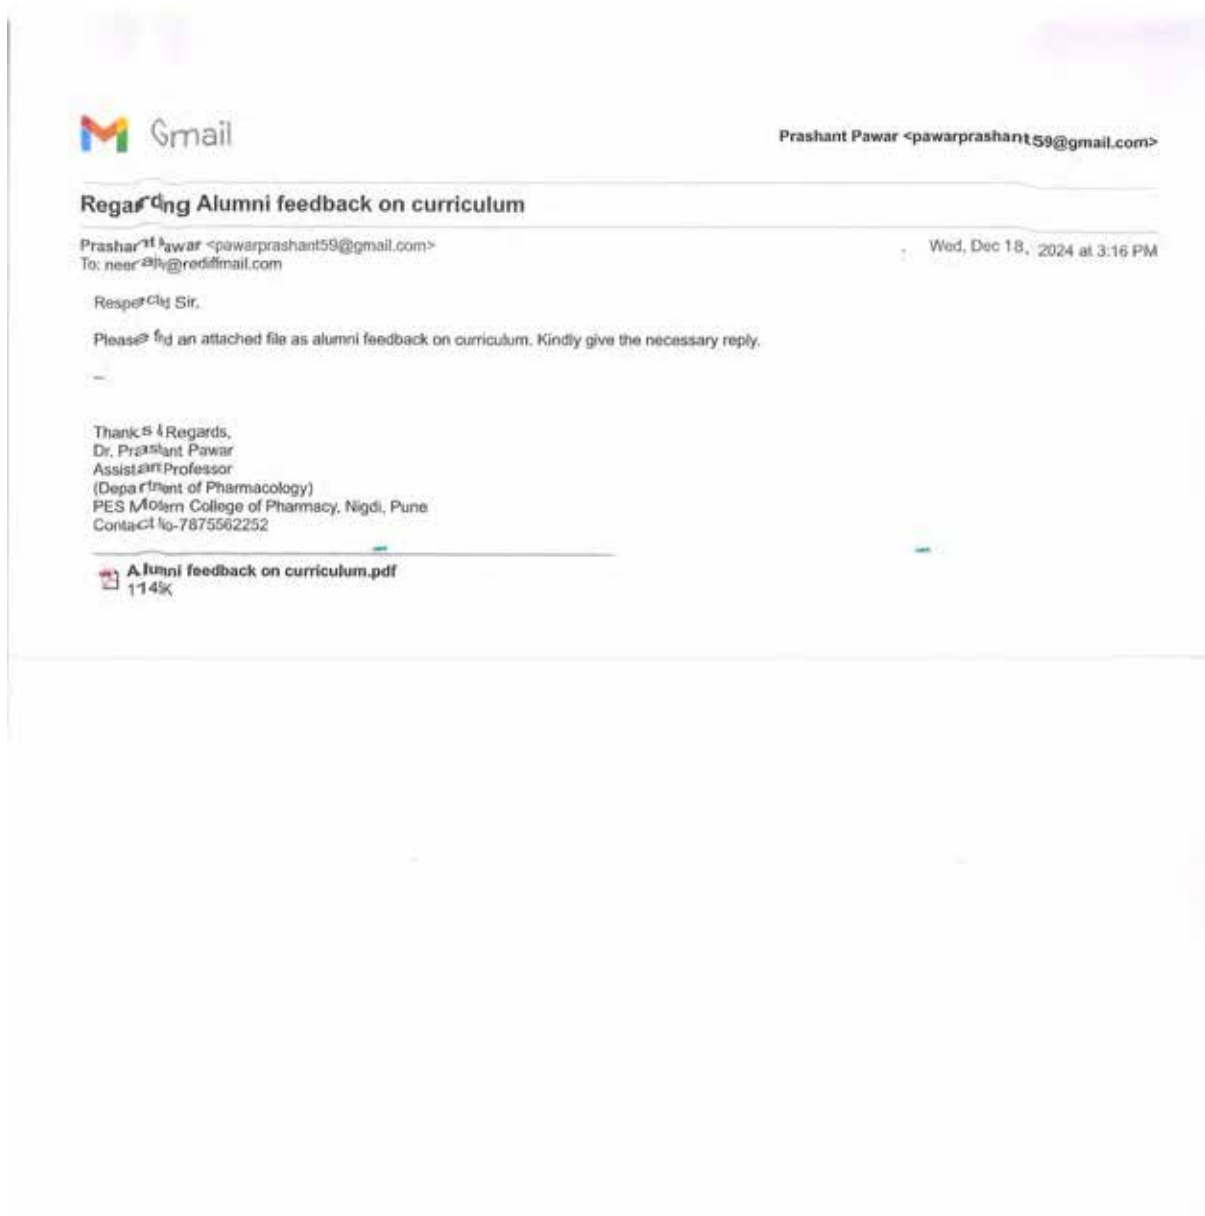 Gmail
Prashant Pawar <pawarprashant59@gmail.com>
Regarding Alumni feedback on curriculum
Prashant Pawar <pawarprashant59@gmail.com>
Wed, Dec 18, 2024 at 3:16 PM
To: @rediffmail.com
Respected Sir,
Please find an attached file as alumni feedback on curriculum. Kindly give the necessary reply.
--
Thanks & Regards,
Dr. Prashant Pawar
Assistant Professor
(Department of Pharmacology)
PES Modern College of Pharmacy, Nigdi, Pune
Contact No-7875562252
Alumni feedback on curriculum.pdf